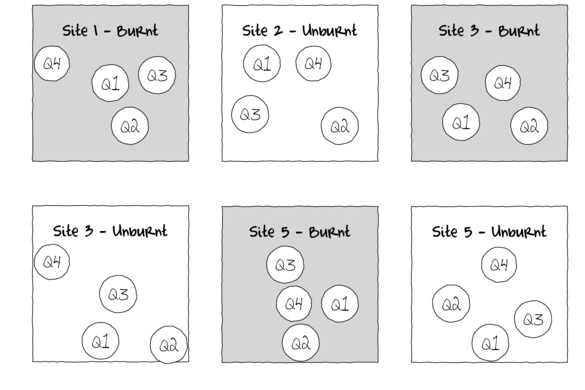 Site 1 - Burnt
Q4
Q1
Q3
Q2
Site 2 - Unburnt
Q1
Q4
Q3
Q2
Site 3 - Burnt
Q3
Q4
Q1
Q2
Site 3 - Unburnt
Q4
Q3
Q1
Q2
Site 5 - Burnt
Q3
Q4
Q1
Q2
Site 5 - Unburnt
Q4
Q2
Q3
Q1